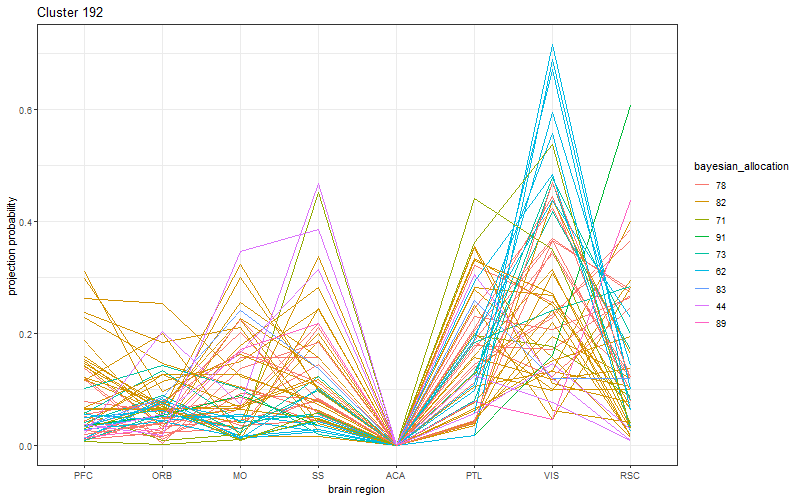 Cluster 192
projection probability
0.6
0.4
0.2
0.0
PFC ORB MO SS ACA PTL VIS RSC
brain region
bayesian_allocation
78
82
71
91
73
62
83
44
89